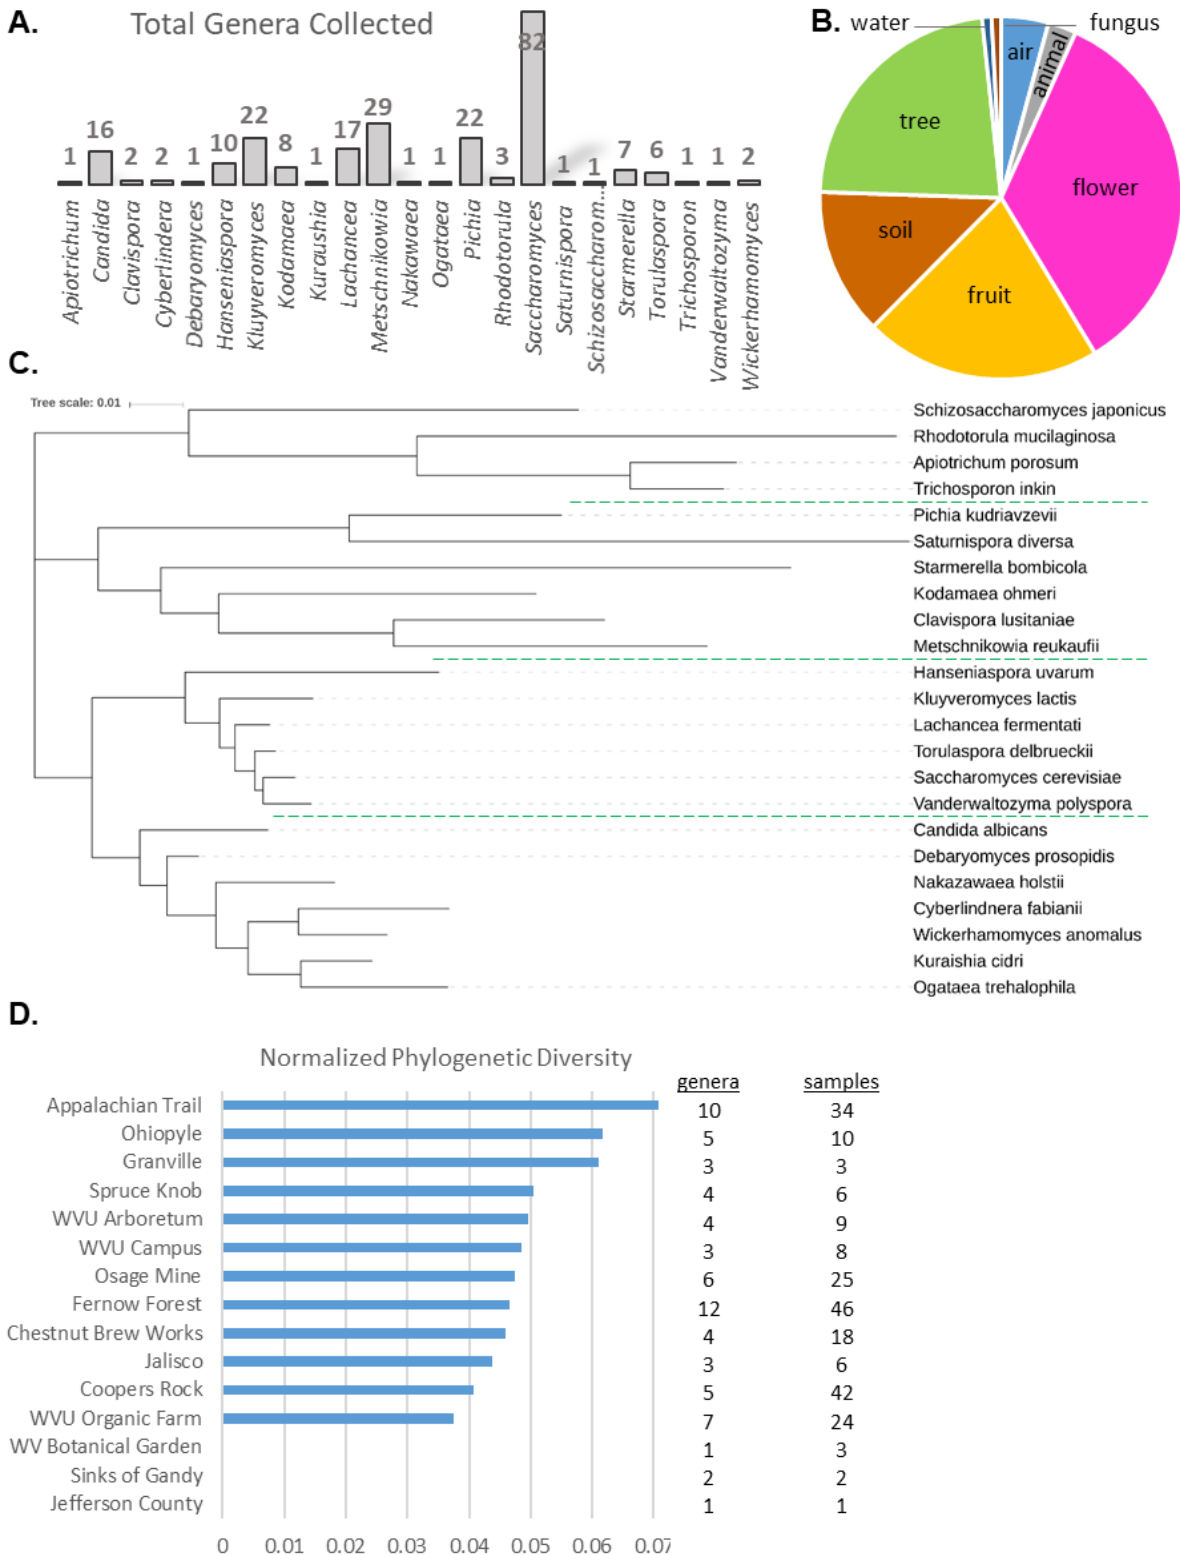 A.
Total Genera Collected
1 16 2 2 1 10 22 8 1 17 29 1 1 22 3 82 1 1 7 6 1 1 2
Apiotrichum
Candida
Clavispora
Cyberlindera
Debaryomyces
Hanseniaspora
Kluyveromyces
Kodamaea
Kuraushia
Lachancea
Metschnikowia
Nakawaea
Ogataea
Pichia
Rhodotorula
Saccharomyces
Saturnispora
Schizosaccharom...
Starmerella
Torulaspora
Trichosporon
Vanderwaltozyma
Wickerhamomyces
B.
water
fungus
air
animal
tree
flower
soil
fruit
C.
Tree scale: 0.01
Schizosaccharomyces japonicus
Rhodotorula mucilaginosa
Apiotrichum porosum
Trichosporon inkin
Pichia kudriavzevii
Saturnispora diversa
Starmerella bombicola
Kodamaea ohmeri
Clavispora lusitaniae
Metschnikowia reukaufii
Hanseniaspora uvarum
Kluyveromyces lactis
Lachancea fermentati
Torulaspora delbrueckii
Saccharomyces cerevisiae
Vanderwaltozyma polyspora
Candida albicans
Debaryomyces prosopidis
Nakazawaea holstii
Cyberlindnera fabianii
Wickerhamomyces anomalus
Kuraishia cidri
Ogataea trehalophila
D.
Normalized Phylogenetic Diversity
genera samples
Appalachian Trail 10 34
Ohiopyle 5 10
Granville 3 3
Spruce Knob 4 6
WVU Arboretum 4 9
WVU Campus 3 8
Osage Mine 6 25
Fernow Forest 12 46
Chestnut Brew Works 4 18
Jalisco 3 6
Coopers Rock 5 42
WVU Organic Farm 7 24
WV Botanical Garden 1 3
Sinks of Gandy 2 2
Jefferson County 1 1
0 0.01 0.02 0.03 0.04 0.05 0.06 0.07